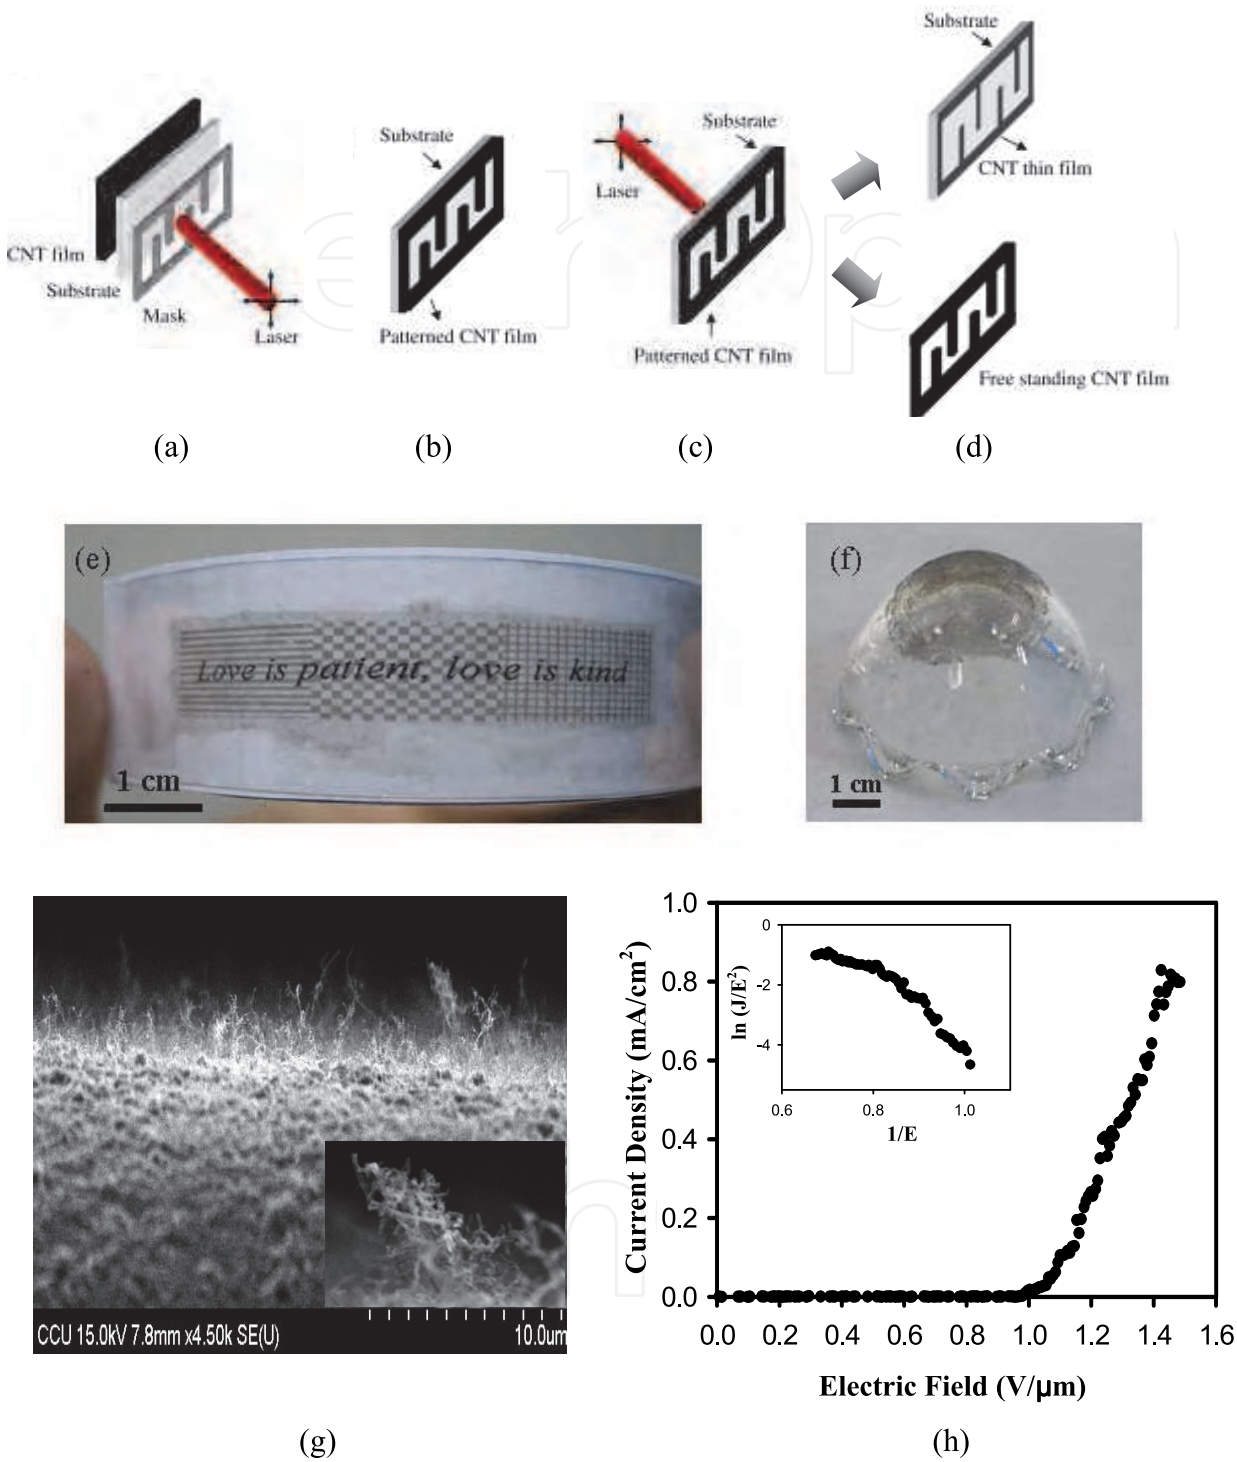 Substrate
CNT thin film
CNT film
Substrate
Mask
Laser
Substrate
Patterned CNT film
Substrate
Laser
Patterned CNT film
Free standing CNT film
(a)
(b)
(c)
(d)
(e)
Love is patient, love is kind
1 cm
(f)
1 cm
CCU 15.0kV 7.8mm x4.50k SE(U)
10.0um
(g)
Current Density (mA/cm²)
1.0
0.8
0.6
0.4
0.2
0.0
0.0 0.2 0.4 0.6 0.8 1.0 1.2 1.4 1.6
Electric Field (V/µm)
ln (J/E²)
0
-2
-4
0.6 0.8 1.0
1/E
(h)